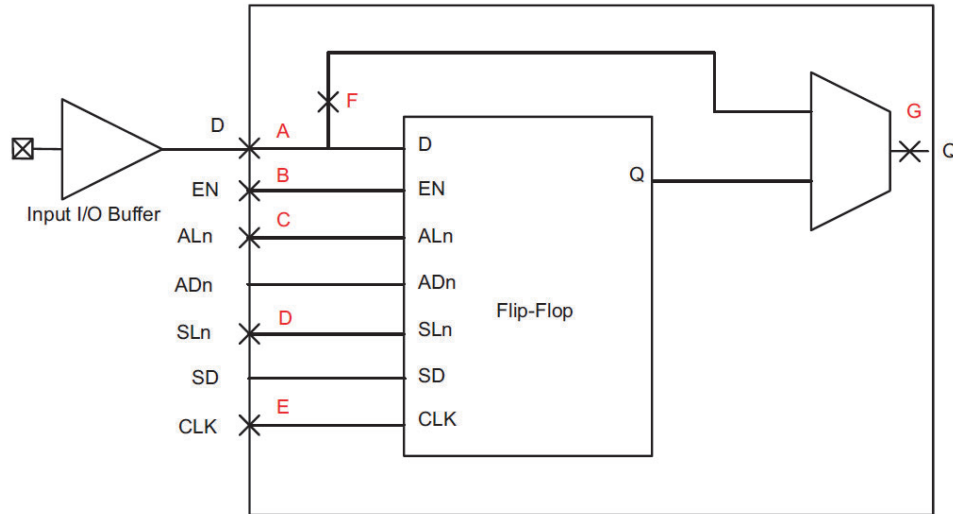 F
G
D
A
D
Q
B
EN
EN
Q
Input I/O Buffer
C
ALn
ALn
ADn
ADn
Flip-Flop
D
SLn
SLn
SD
SD
E
CLK
CLK